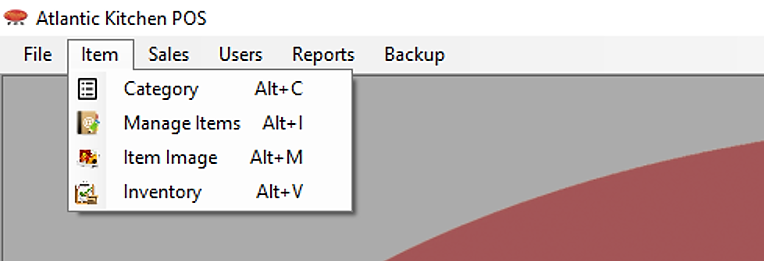 Atlantic Kitchen POS
File Item Sales Users Reports Backup
Category Alt+C
Manage Items Alt+I
Item Image Alt+M
Inventory Alt+V